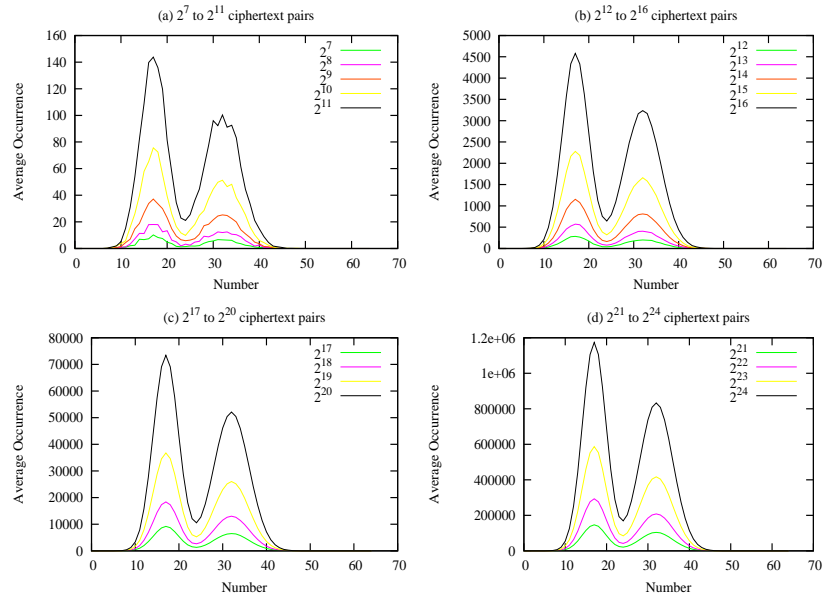 (a) 2^7 to 2^11 ciphertext pairs
160
140
120
100
80
60
40
20
0
0 10 20 30 40 50 60 70
Average Occurrence
Number
2^7
2^8
2^9
2^10
2^11
(b) 2^12 to 2^16 ciphertext pairs
5000
4500
4000
3500
3000
2500
2000
1500
1000
500
0
0 10 20 30 40 50 60 70
Average Occurrence
Number
2^12
2^13
2^14
2^15
2^16
(c) 2^17 to 2^20 ciphertext pairs
80000
70000
60000
50000
40000
30000
20000
10000
0
0 10 20 30 40 50 60 70
Average Occurrence
Number
2^17
2^18
2^19
2^20
(d) 2^21 to 2^24 ciphertext pairs
1.2e+06
1e+06
800000
600000
400000
200000
0
0 10 20 30 40 50 60 70
Average Occurrence
Number
2^21
2^22
2^23
2^24